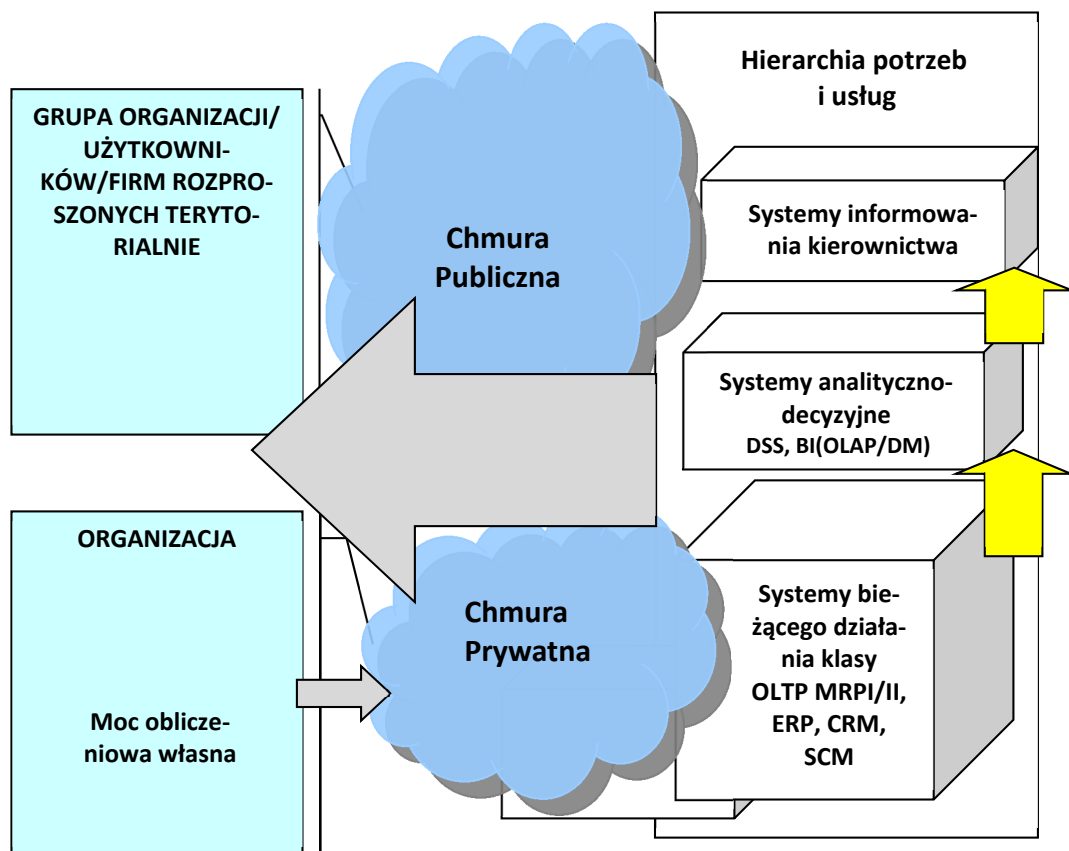 GRUPA ORGANIZACJI/
UŻYTKOWNI-
KÓW/FIRM ROZPRO-
SZONYCH TERYTO-
RIALNIE
Chmura
Publiczna
Hierarchia potrzeb
i usług
Systemy informowa-
nia kierownictwa
Systemy analityczno-
decyzyjne
DSS, BI(OLAP/DM)
ORGANIZACJA
Moc oblicze-
niowa własna
Chmura
Prywatna
Systemy bie-
żącego działa-
nia klasy
OLTP MRPI/II,
ERP, CRM,
SCM